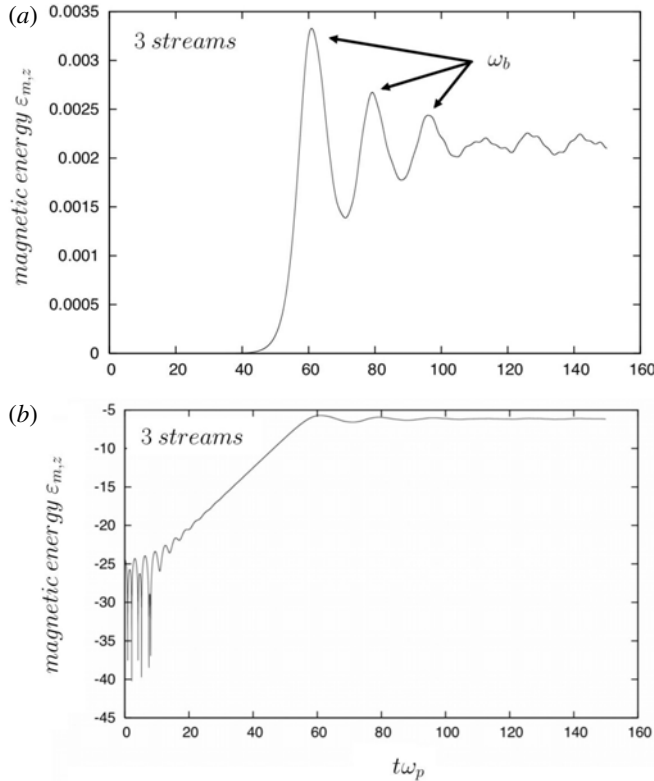 (a)
0.0035
3 streams
0.003
ω_b
0.0025
0.002
0.0015
0.001
0.0005
0
magnetic energy ε_{m,z}
0 20 40 60 80 100 120 140 160
(b)
-5
3 streams
-10
-15
-20
-25
-30
-35
-40
-45
magnetic energy ε_{m,z}
0 20 40 60 80 100 120 140 160
tω_p